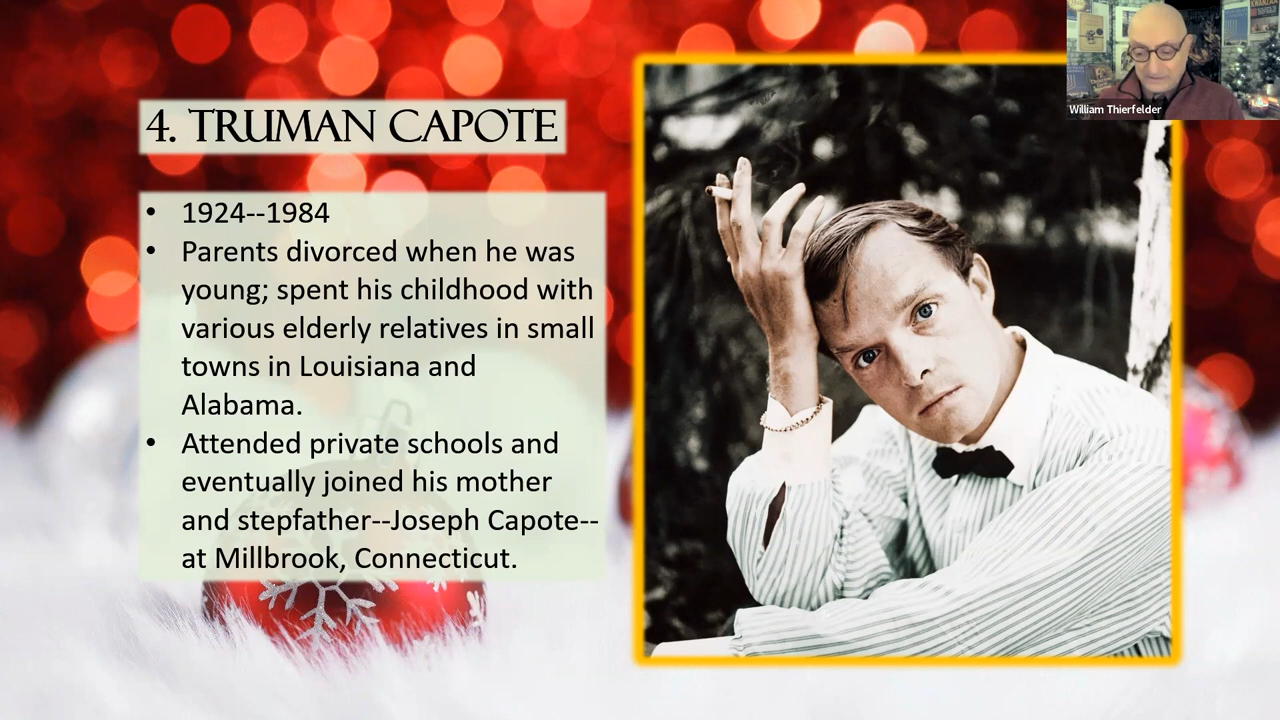 4. TRUMAN CAPOTE
• 1924--1984
• Parents divorced when he was
young; spent his childhood with
various elderly relatives in small
towns in Louisiana and
Alabama.
• Attended private schools and
eventually joined his mother
and stepfather--Joseph Capote--
at Millbrook, Connecticut.
William Thierfelder